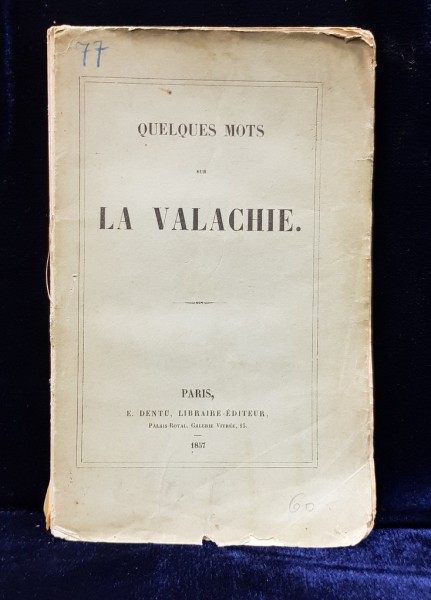 77
QUELQUES MOTS
SUR
LA VALACHIE.
PARIS,
E. DENTU, LIBRAIRE-ÉDITEUR,
PALAIS ROYAL, GALERIE VITRÉE, 13.
1857
60